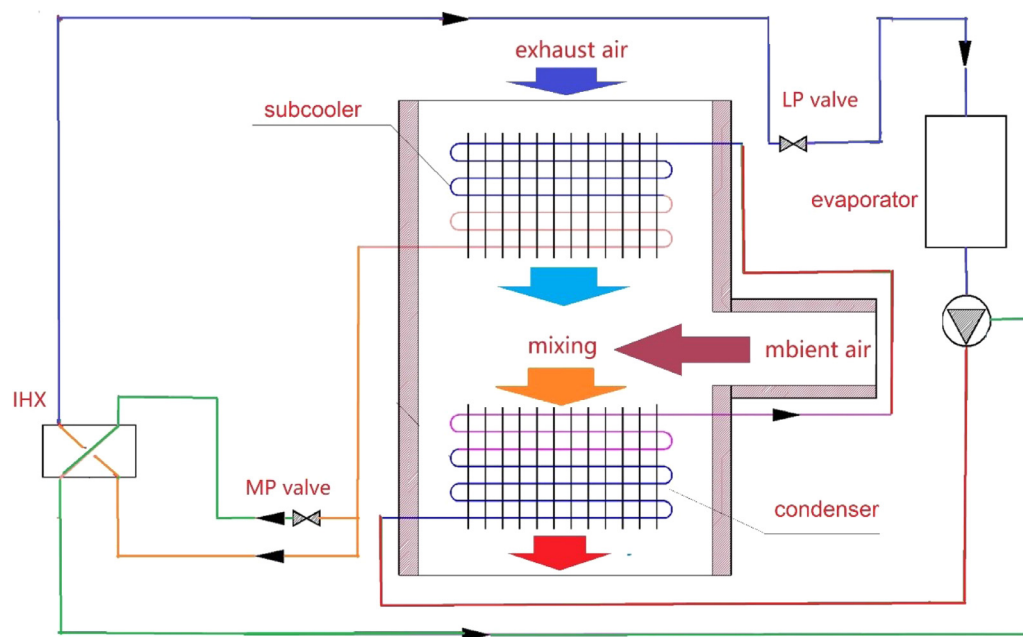 exhaust air
subcooler
LP valve
evaporator
mixing
mbient air
IHX
MP valve
condenser